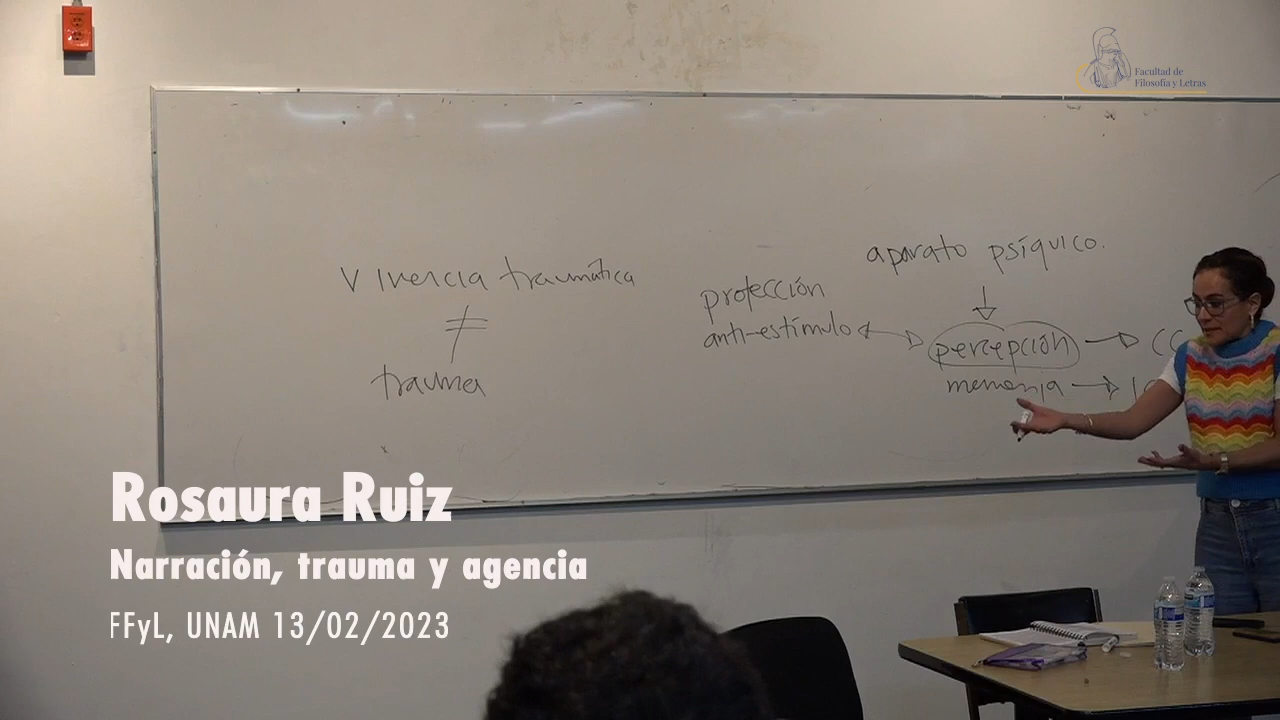 Facultad de
Filosofía y Letras
aparato psíquico.
vivencia traumática
≠
trauma
protección
anti-estímulo
percepción
memoria
Rosaura Ruiz
Narración, trauma y agencia
FFyL, UNAM 13/02/2023